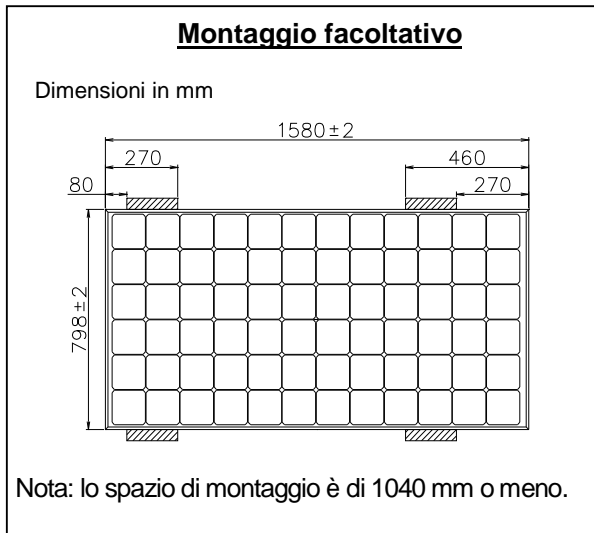 Montaggio facoltativo
Dimensioni in mm
1580±2
270
460
80
270
798±2
Nota: lo spazio di montaggio è di 1040 mm o meno.